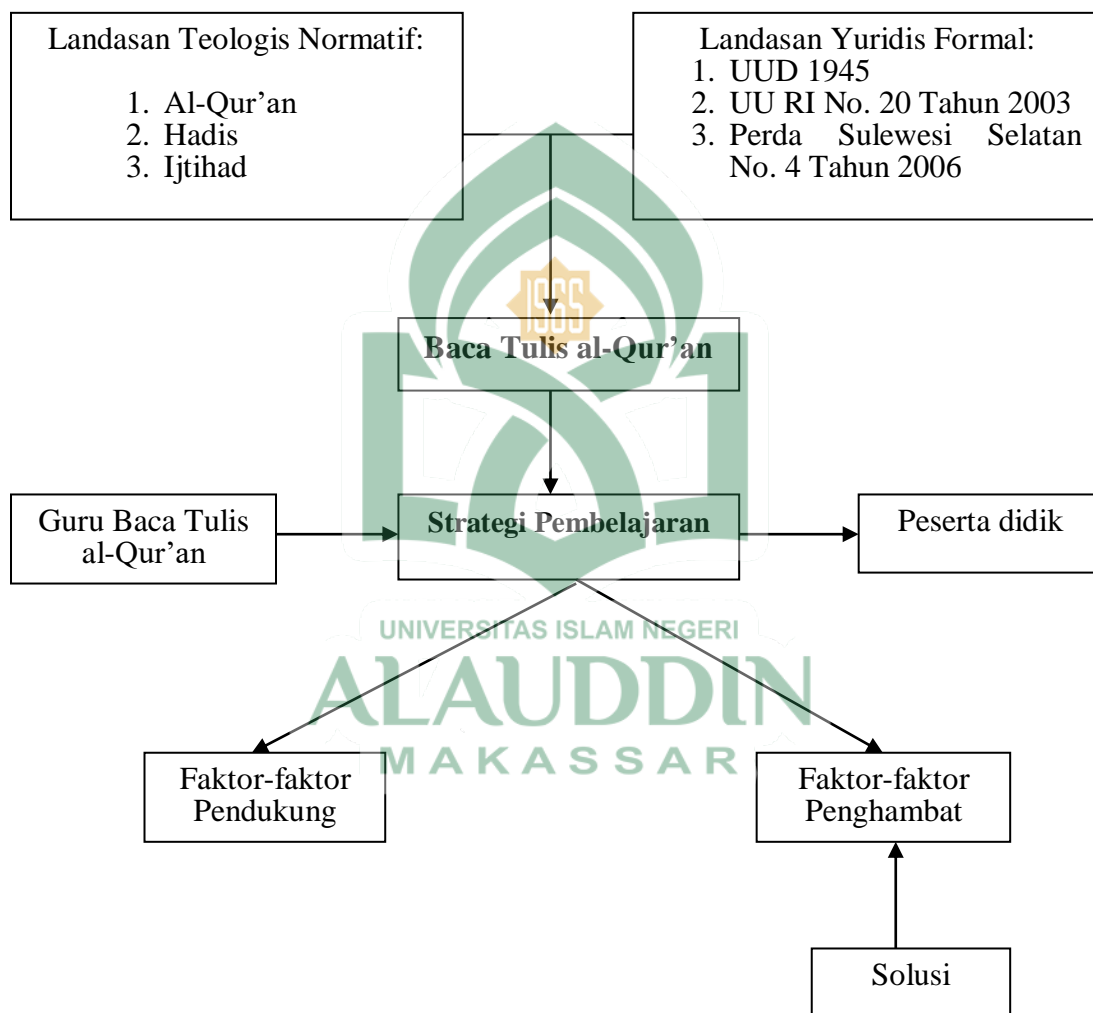 Landasan Teologis Normatif:
1. Al-Qur’an
2. Hadis
3. Ijtihad
Landasan Yuridis Formal:
1. UUD 1945
2. UU RI No. 20 Tahun 2003
3. Perda Sulewesi Selatan
No. 4 Tahun 2006
Baca Tulis al-Qur’an
Guru Baca Tulis
al-Qur’an
Strategi Pembelajaran
Peserta didik
UNIVERSITAS ISLAM NEGERI
ALAUDDIN
MAKASSAR
Faktor-faktor
Pendukung
Faktor-faktor
Penghambat
Solusi